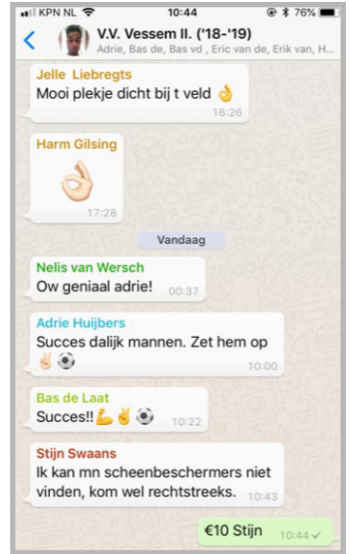 KPN NL 10:44 76%
V.V. Vessem II. ('18-'19)
Adrie, Bas de, Bas vd , Eric van de, Erik van, H...
Jelle Liebregts
Mooi plekje dicht bij t veld 👌🏻
16:26
Harm Gilsing
👌🏻
17:28
Vandaag
Nelis van Wersch
Ow geniaal adrie! 00:37
Adrie Huijbers
Succes dalijk mannen. Zet hem op
✌🏻⚽
10:00
Bas de Laat
Succes!!💪✌️⚽ 10:22
Stijn Swaans
Ik kan mn scheenbeschermers niet
vinden, kom wel rechtstreeks. 10:43
€10 Stijn 10:44